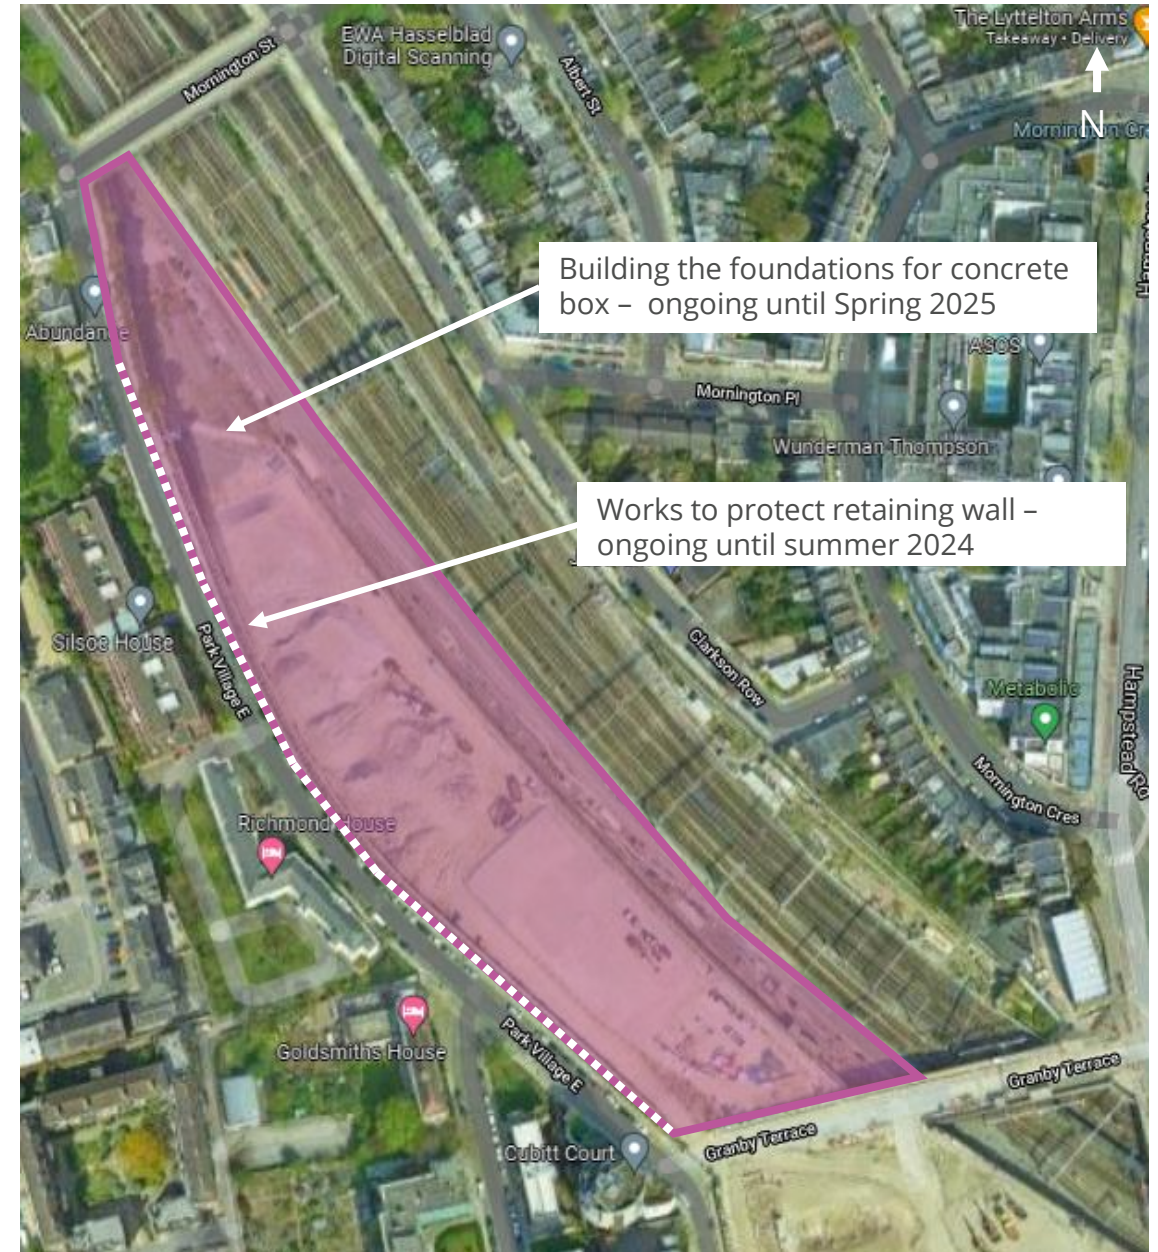 The Lyttelton Arms
Takeaway • Delivery
EWA Hasselblad
Digital Scanning
Mornington St
Albert St
N
Building the foundations for concrete
box – ongoing until Spring 2025
Abundance
ASOS
Mornington Pl
Wunderman Thompson
Works to protect retaining wall –
ongoing until summer 2024
Silsoe House
Park Village E
Clarkson Row
Metabolic
Hampstead Rd
Mornington Cres
Richmond House
Goldsmiths House
Park Village E
Granby Terrace
Cubitt Court
Granby Terrace